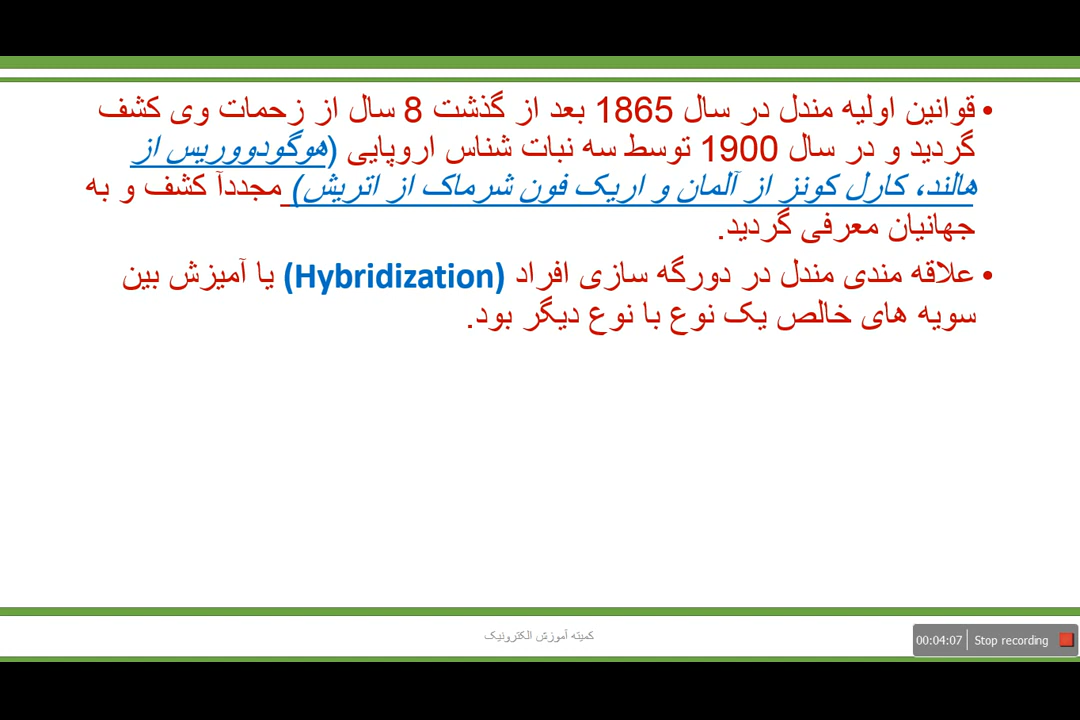 • قوانین اولیه مندل در سال 1865 بعد از گذشت 8 سال از زحمات وی کشف
گردید و در سال 1900 توسط سه نبات شناس اروپایی (هوگودووریس از
هالند، کارل کونز از آلمان و اریک فون شرماک از اتریش) مجددآ کشف و به
جهانیان معرفی گردید.
• علاقه مندی مندل در دورگه سازی افراد (Hybridization) یا آمیزش بین
سویه های خالص یک نوع با نوع دیگر بود.
کمیته آموزش الکترونیک
00:04:07 Stop recording